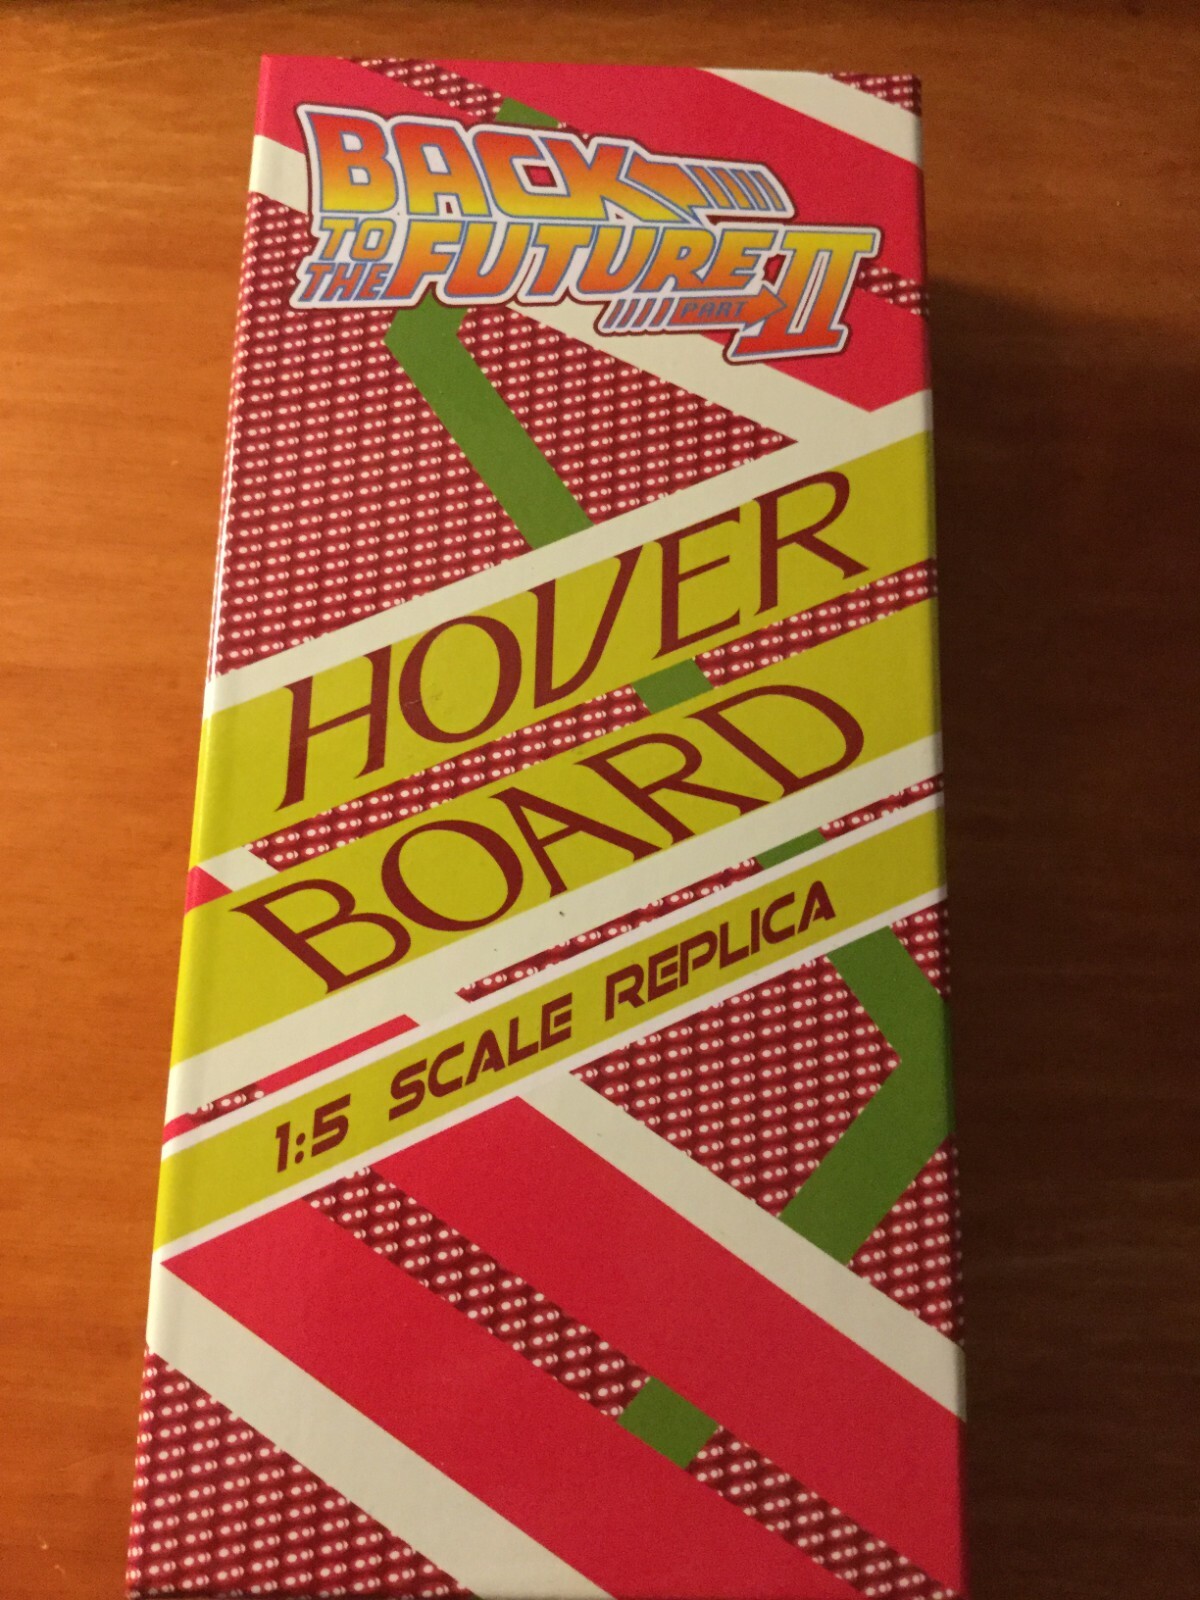 BACK
TO THE FUTURE
PART II
HOVER
BOARD
1:5 SCALE REPLICA